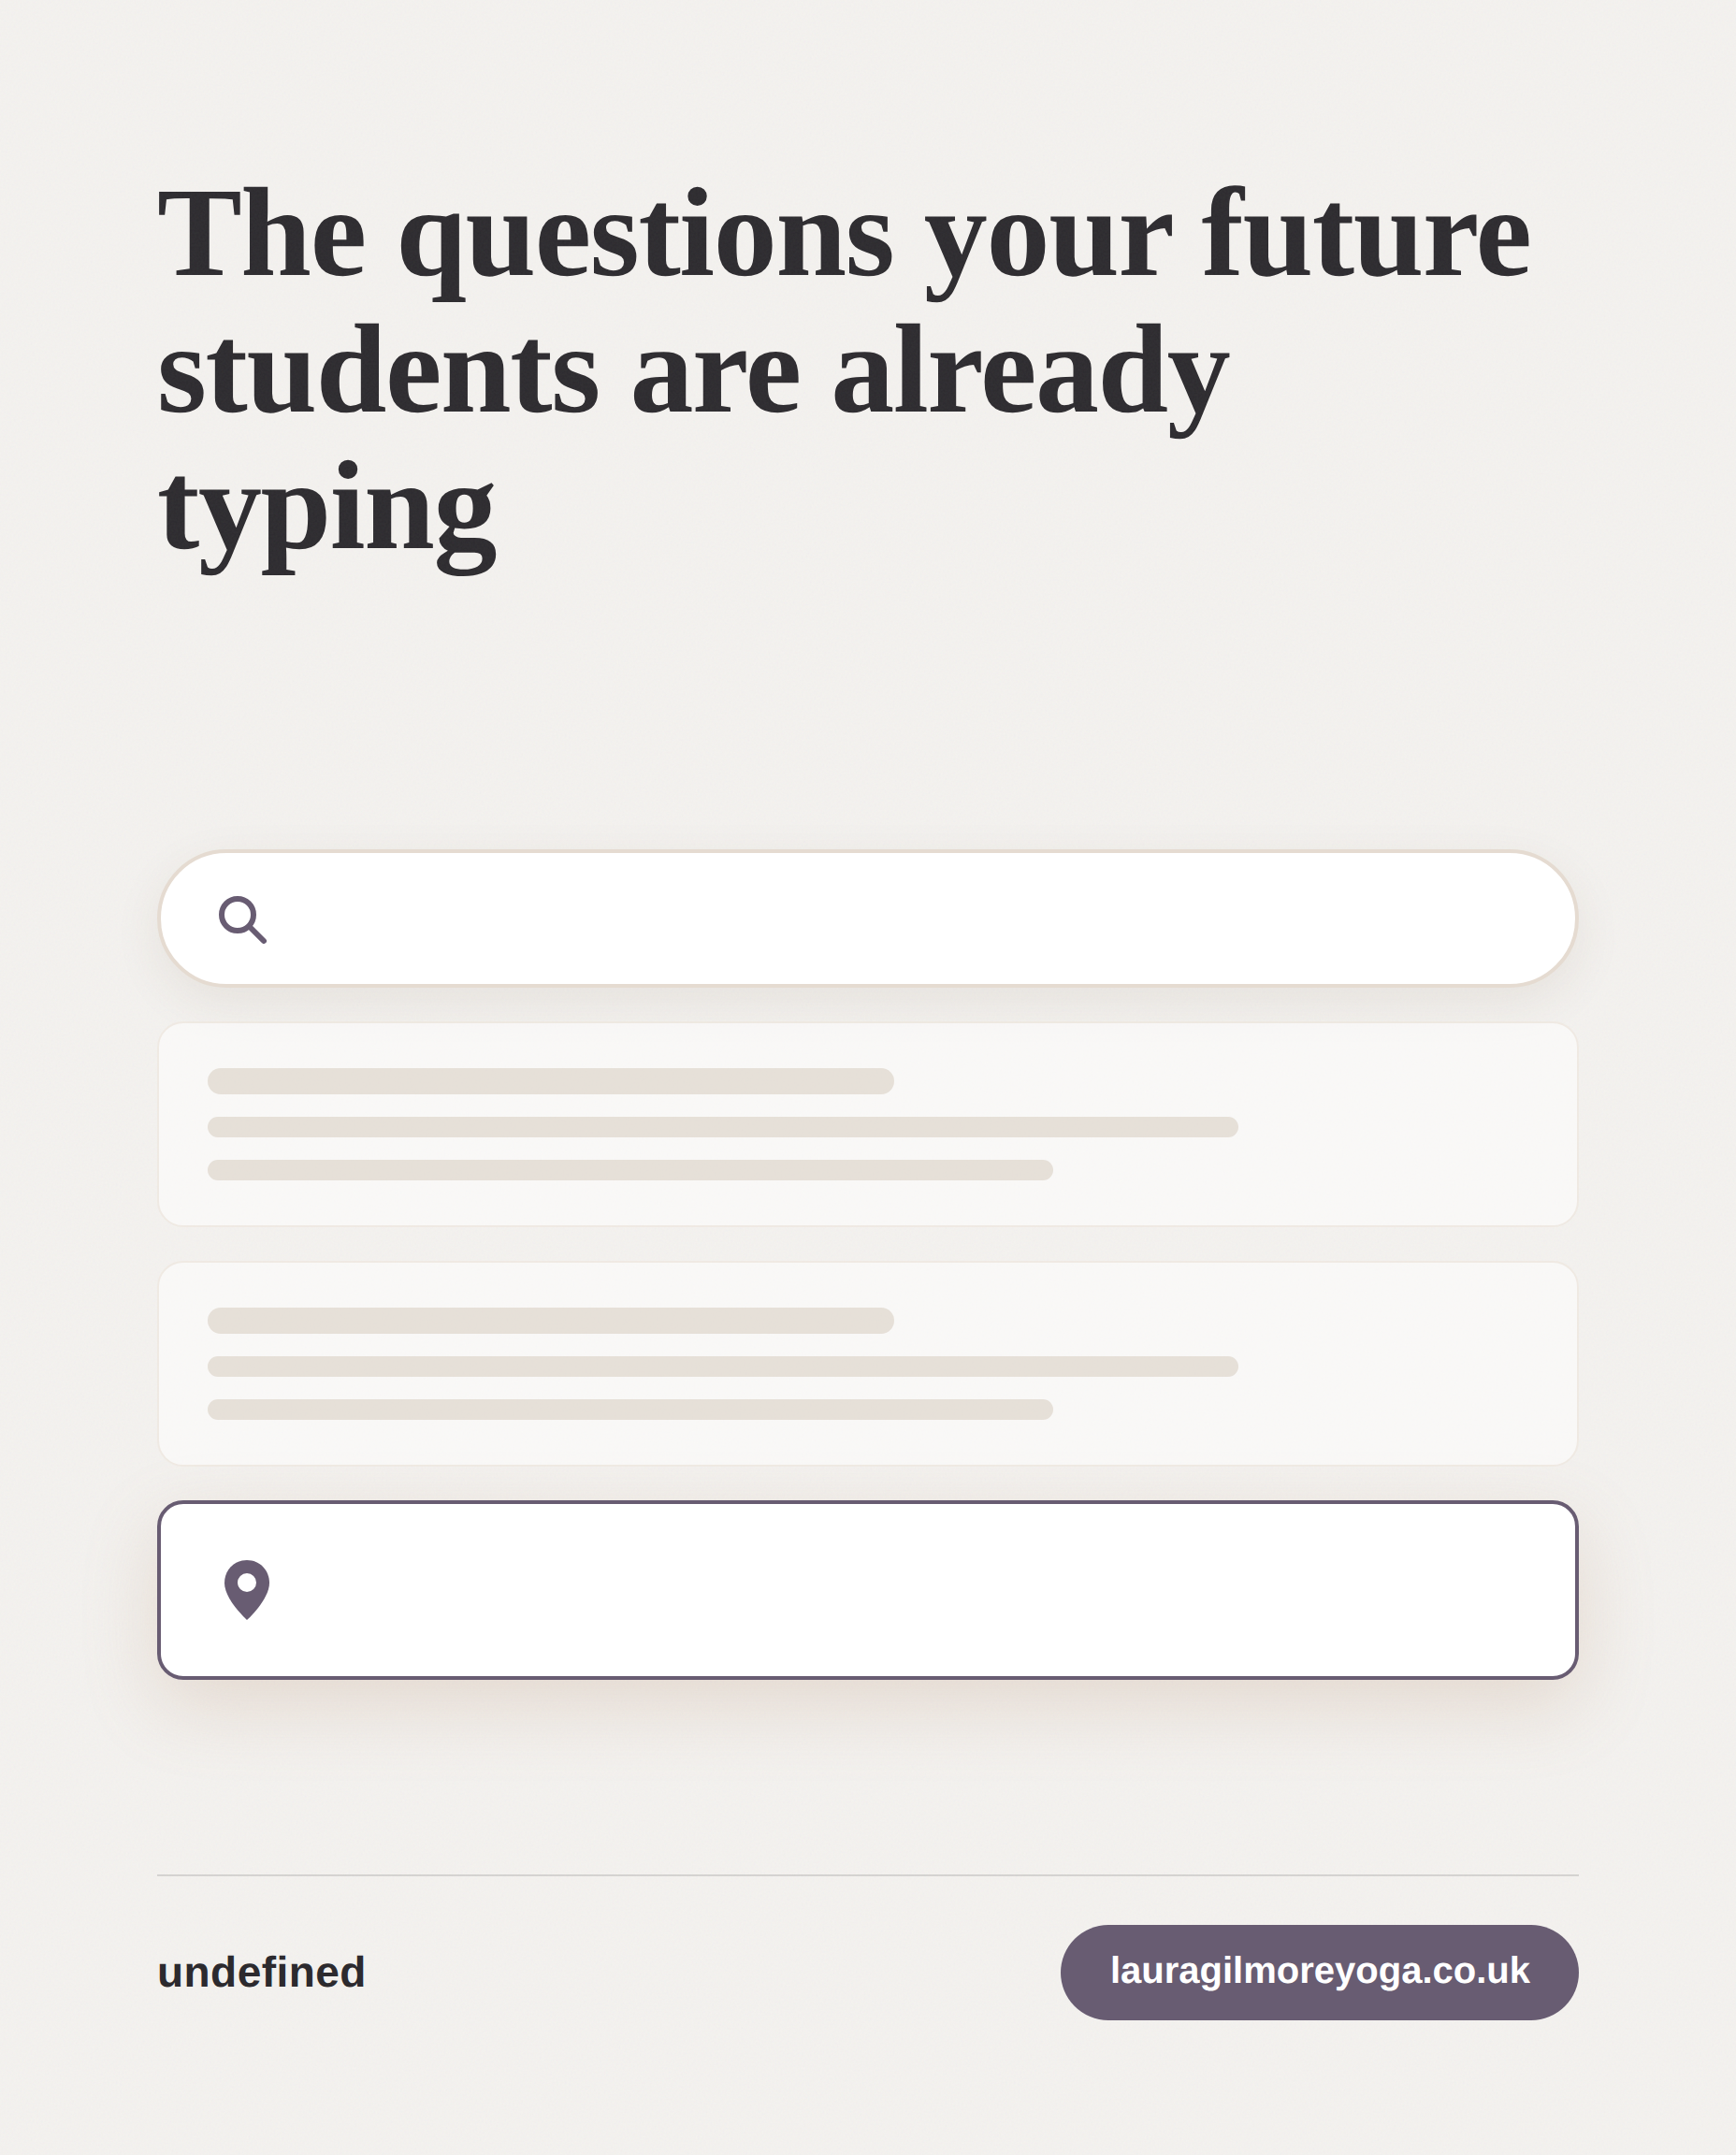 The questions your future
students are already
typing
undefined
lauragilmoreyoga.co.uk